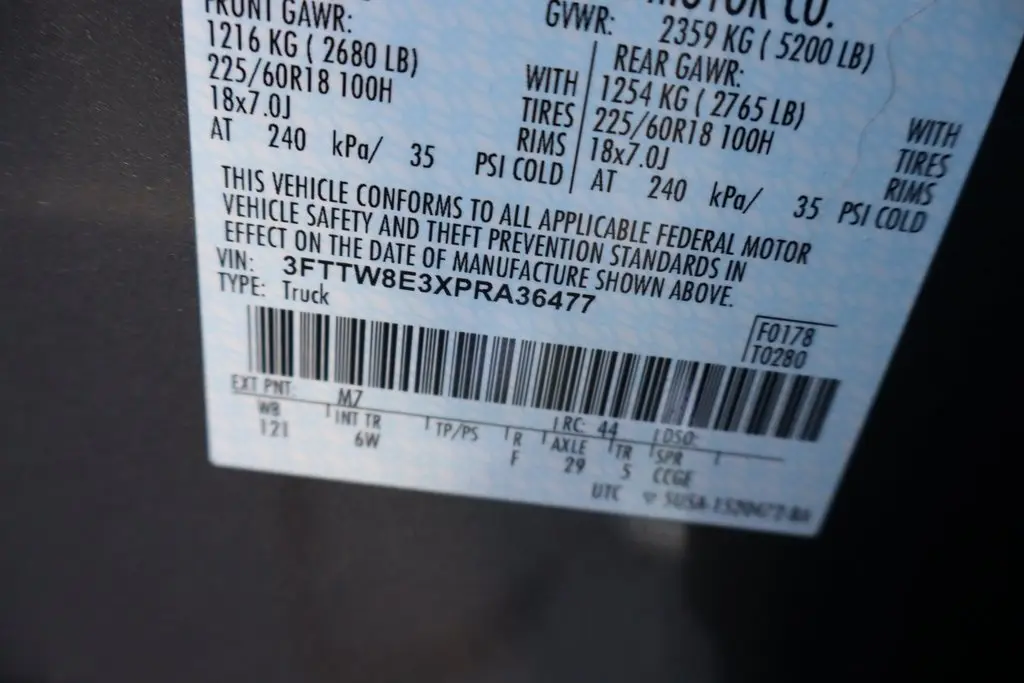 MOTOR CO.
FRONT GAWR:
1216 KG ( 2680 LB)
225/60R18 100H
18x7.0J
AT 240 kPa/ 35 PSI COLD
WITH
TIRES
RIMS
GVWR: 2359 KG ( 5200 LB)
REAR GAWR:
1254 KG ( 2765 LB)
225/60R18 100H
18x7.0J
AT 240 kPa/ 35 PSI COLD
WITH
TIRES
RIMS
THIS VEHICLE CONFORMS TO ALL APPLICABLE FEDERAL MOTOR
VEHICLE SAFETY AND THEFT PREVENTION STANDARDS IN
EFFECT ON THE DATE OF MANUFACTURE SHOWN ABOVE.
VIN: 3FTTW8E3XPRA36477
TYPE: Truck
F0178
T0280
EXT PNT: M7 RC: 44 DSO:
WB INT TR TP/PS R AXLE TR SPR
121 6W F 29 5 CCGE
UTC